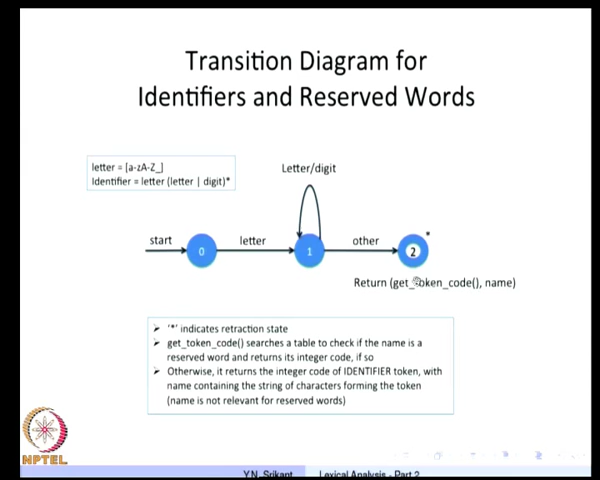 Transition Diagram for
Identifiers and Reserved Words
letter = [a-zA-Z_]
Identifier = letter (letter | digit)*
Letter/digit
start
letter
other
*
0
1
2
Return (get_token_code(), name)
➢ '*' indicates retraction state
➢ get_token_code() searches a table to check if the name is a
reserved word and returns its integer code, if so
➢ Otherwise, it returns the integer code of IDENTIFIER token, with
name containing the string of characters forming the token
(name is not relevant for reserved words)
NPTEL
Y.N. Srikant Lexical Analysis - Part 2